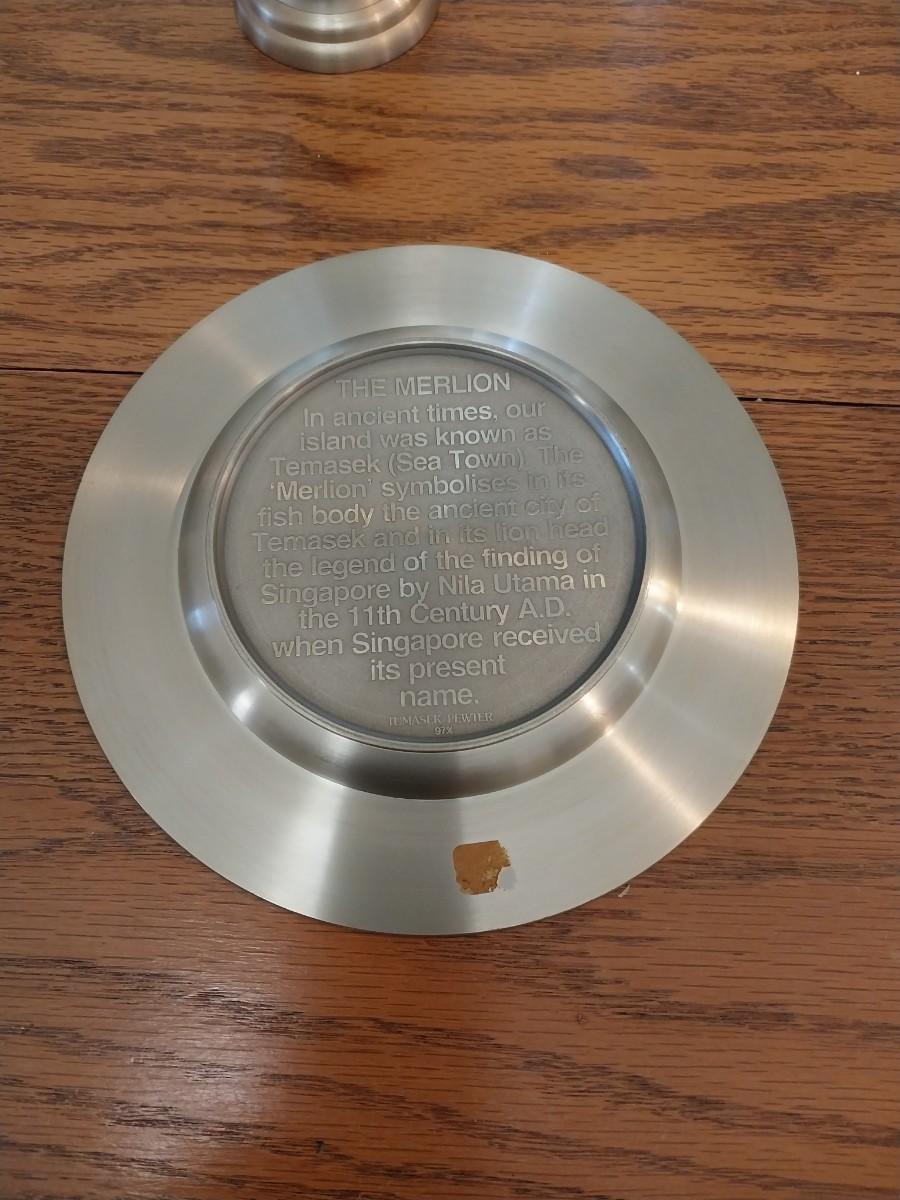 THE MERLION
In ancient times, our
island was known as
Temasek (Sea Town). The
'Merlion' symbolises in its
fish body the ancient city of
Temasek and in its lion head
the legend of the finding of
Singapore by Nila Utama in
the 11th Century A.D.
when Singapore received
its present
name.
TEMASEK PEWTER
97X